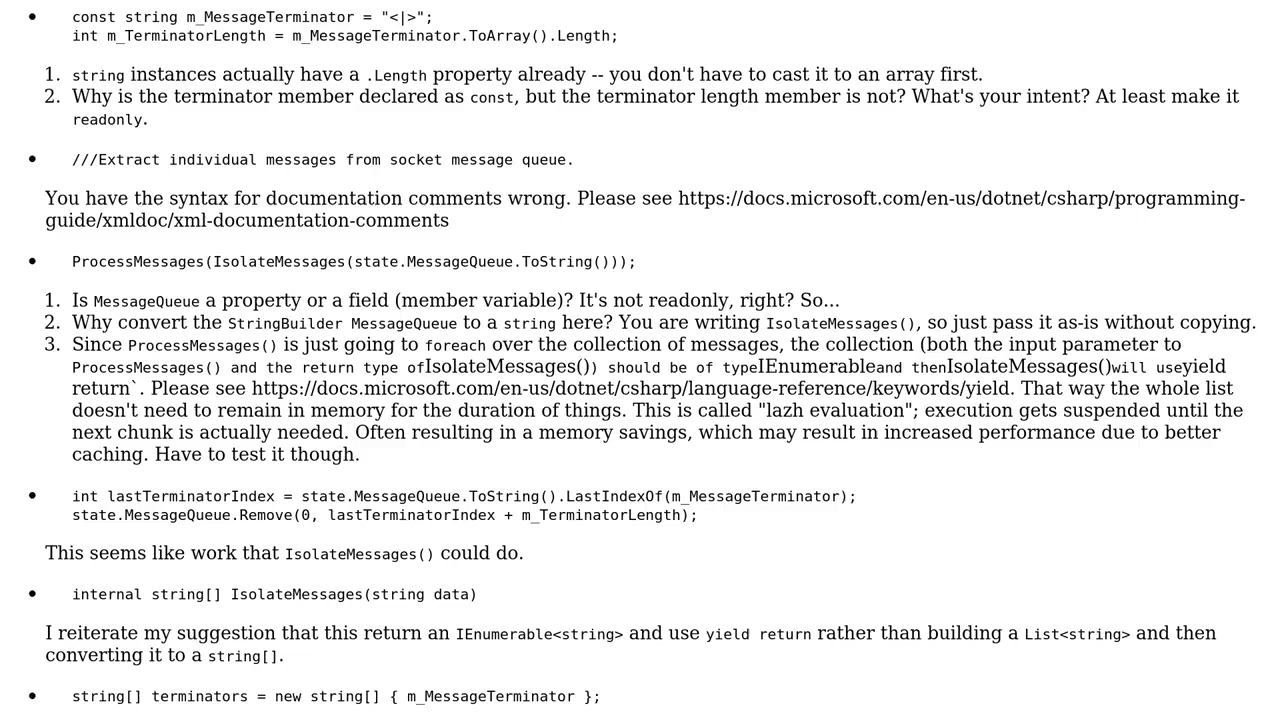 const string m_MessageTerminator = "<|>";
int m_TerminatorLength = m_MessageTerminator.ToArray().Length;
1. string instances actually have a .Length property already -- you don't have to cast it to an array first.
2. Why is the terminator member declared as const, but the terminator length member is not? What's your intent? At least make it
readonly.
///Extract individual messages from socket message queue.
You have the syntax for documentation comments wrong. Please see https://docs.microsoft.com/en-us/dotnet/csharp/programming-
guide/xmldoc/xml-documentation-comments
ProcessMessages(IsolateMessages(state.MessageQueue.ToString()));
1. Is MessageQueue a property or a field (member variable)? It's not readonly, right? So...
2. Why convert the StringBuilder MessageQueue to a string here? You are writing IsolateMessages(), so just pass it as-is without copying.
3. Since ProcessMessages() is just going to foreach over the collection of messages, the collection (both the input parameter to
ProcessMessages() and the return type ofIsolateMessages()) should be of typeIEnumerableand thenIsolateMessages()will useyield
return`. Please see https://docs.microsoft.com/en-us/dotnet/csharp/language-reference/keywords/yield. That way the whole list
doesn't need to remain in memory for the duration of things. This is called "lazh evaluation"; execution gets suspended until the
next chunk is actually needed. Often resulting in a memory savings, which may result in increased performance due to better
caching. Have to test it though.
int lastTerminatorIndex = state.MessageQueue.ToString().LastIndexOf(m_MessageTerminator);
state.MessageQueue.Remove(0, lastTerminatorIndex + m_TerminatorLength);
This seems like work that IsolateMessages() could do.
internal string[] IsolateMessages(string data)
I reiterate my suggestion that this return an IEnumerable<string> and use yield return rather than building a List<string> and then
converting it to a string[].
string[] terminators = new string[] { m_MessageTerminator };